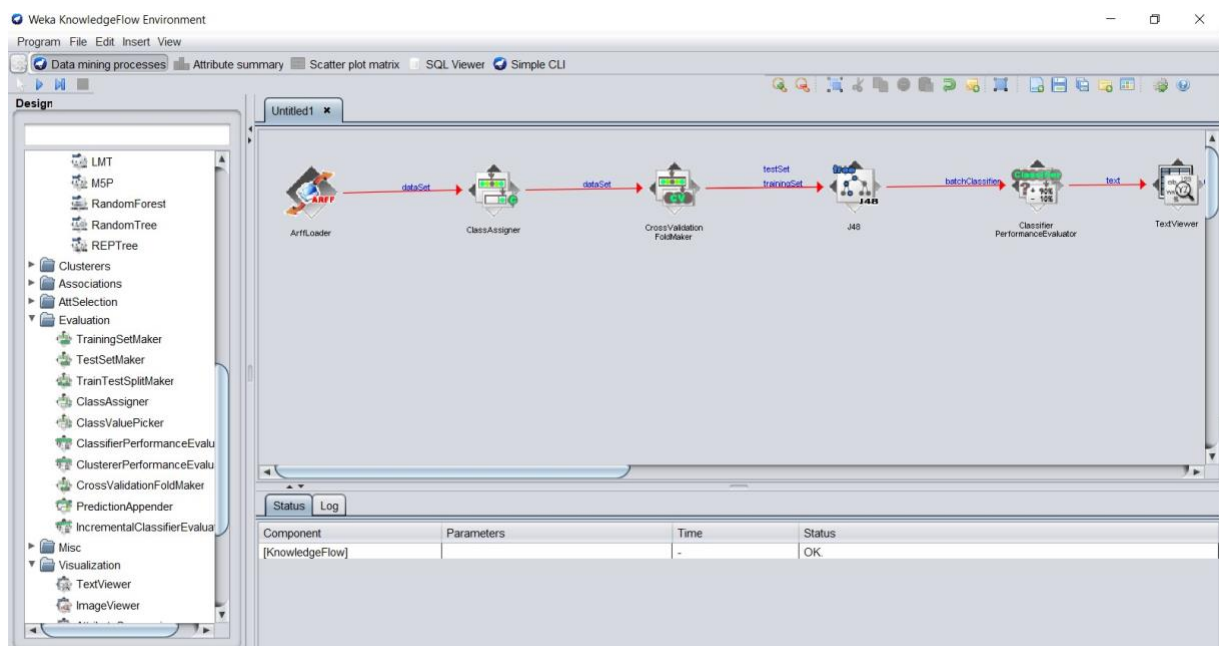 Weka KnowledgeFlow Environment
Program File Edit Insert View
Data mining processes Attribute summary Scatter plot matrix SQL Viewer Simple CLI
Design
Untitled1
LMT
M5P
RandomForest
RandomTree
REPTree
Clusterers
Associations
AttSelection
Evaluation
TrainingSetMaker
TestSetMaker
TrainTestSplitMaker
ClassAssigner
ClassValuePicker
ClassifierPerformanceEvalu
ClustererPerformanceEvalu
CrossValidationFoldMaker
PredictionAppender
IncrementalClassifierEvalua
Misc
Visualization
TextViewer
ImageViewer
ARFF
ArffLoader
dataSet
ClassAssigner
dataSet
CV
CrossValidation
FoldMaker
testSet
trainingSet
J48
J48
batchClassifier
Classifier
PerformanceEvaluator
text
TextViewer
Status Log
Component Parameters Time Status
[KnowledgeFlow] - OK.